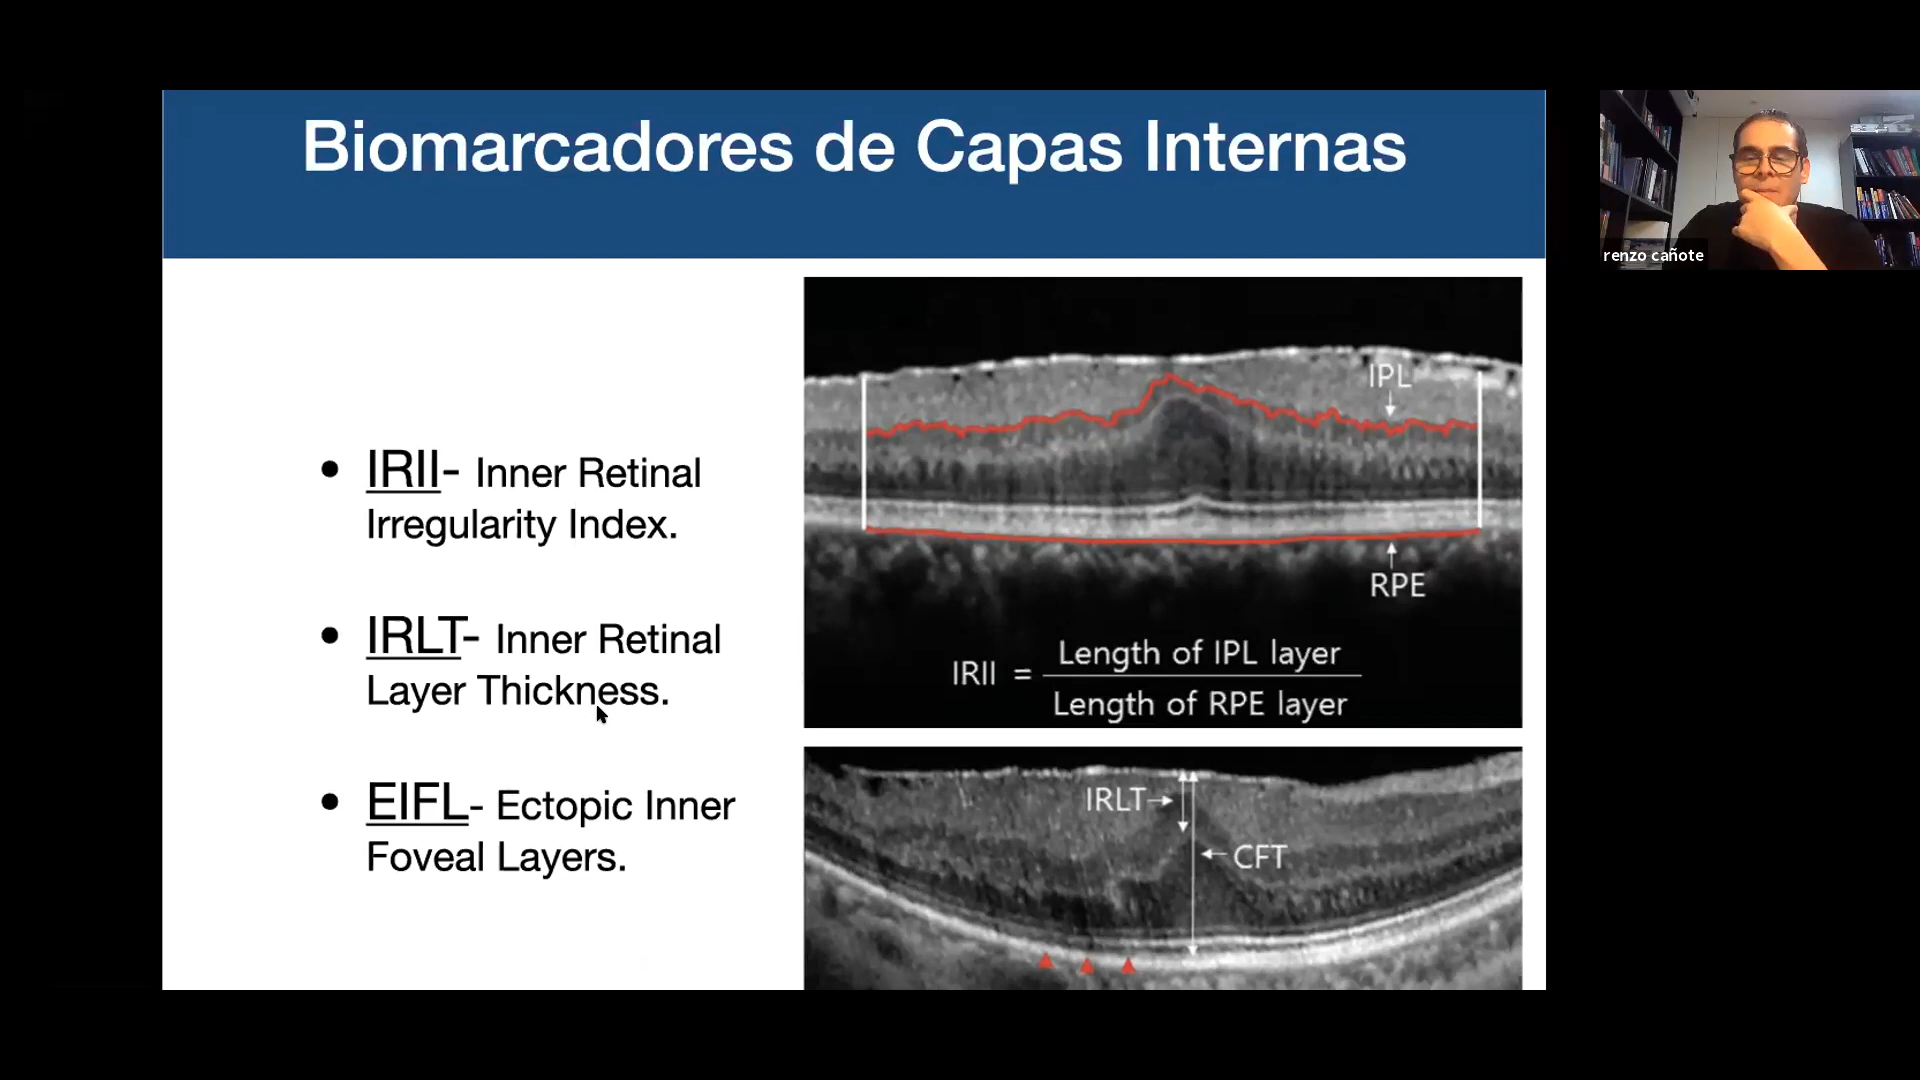 Biomarcadores de Capas Internas
renzo cañote
• IRII- Inner Retinal
Irregularity Index.
• IRLT- Inner Retinal
Layer Thickness.
• EIFL- Ectopic Inner
Foveal Layers.
IPL
RPE
IRII = Length of IPL layer
Length of RPE layer
IRLT
CFT